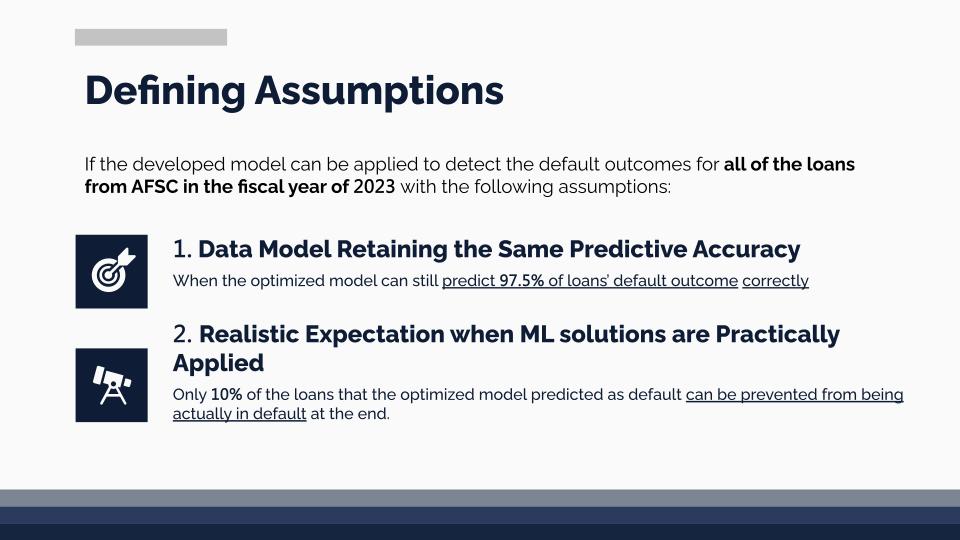 Defining Assumptions
If the developed model can be applied to detect the default outcomes for all of the loans
from AFSC in the fiscal year of 2023 with the following assumptions:
1. Data Model Retaining the Same Predictive Accuracy
When the optimized model can still predict 97.5% of loans’ default outcome correctly
2. Realistic Expectation when ML solutions are Practically
Applied
Only 10% of the loans that the optimized model predicted as default can be prevented from being
actually in default at the end.